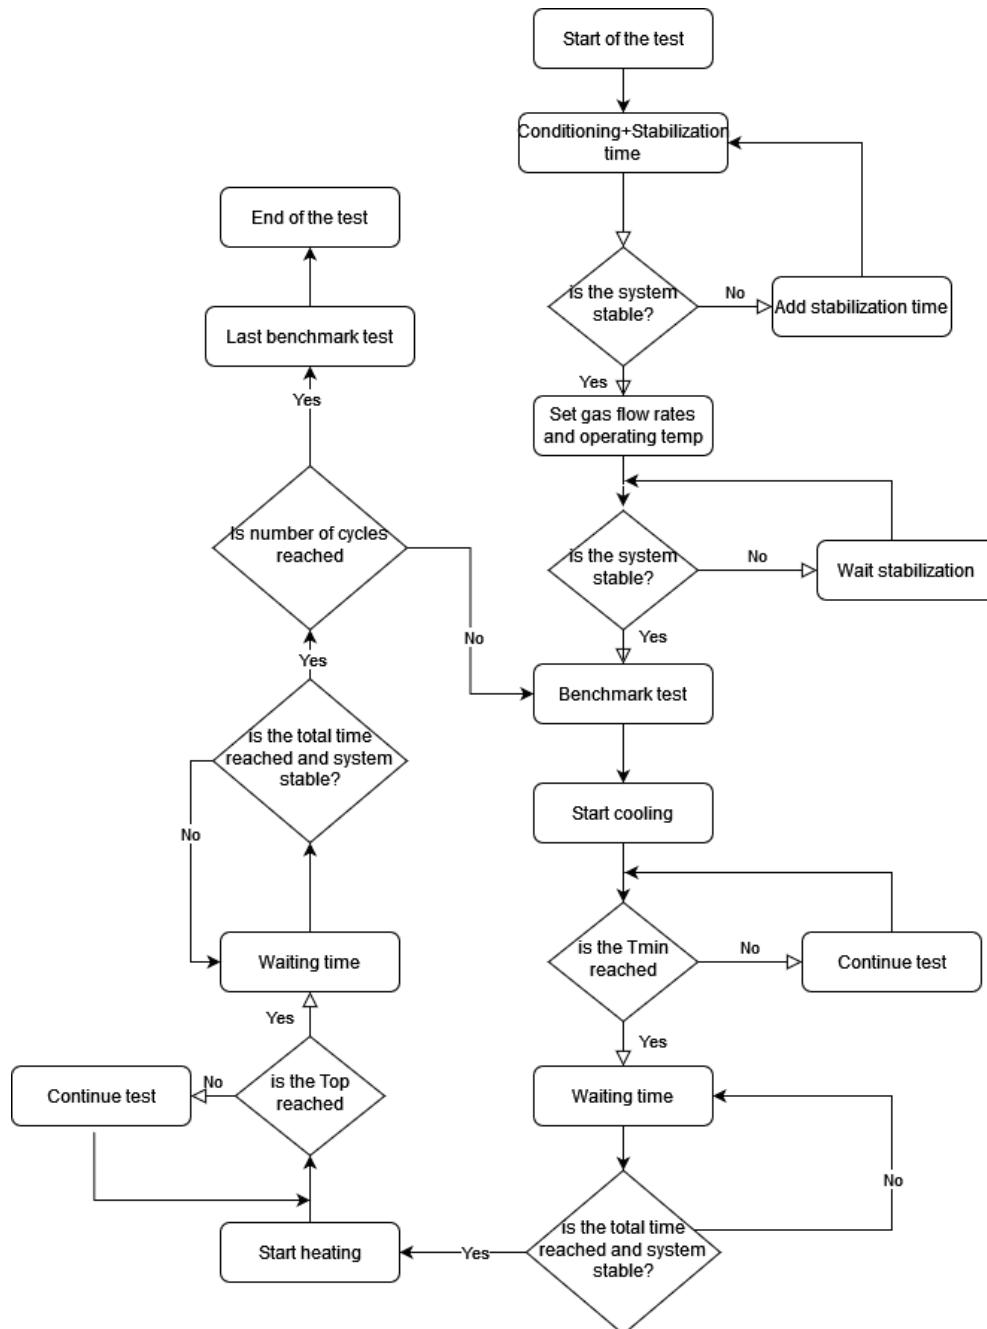 Start of the test
Conditioning+Stabilization
time
is the system
stable?
No
Add stabilization time
Yes
Set gas flow rates
and operating temp
is the system
stable?
No
Wait stabilization
Yes
Benchmark test
Start cooling
is the Tmin
reached
No
Continue test
Yes
Waiting time
is the total time
reached and system
stable?
No
Yes
Start heating
is the Top
reached
No
Continue test
Yes
Waiting time
is the total time
reached and system
stable?
No
Yes
Is number of cycles
reached
No
Yes
Last benchmark test
End of the test